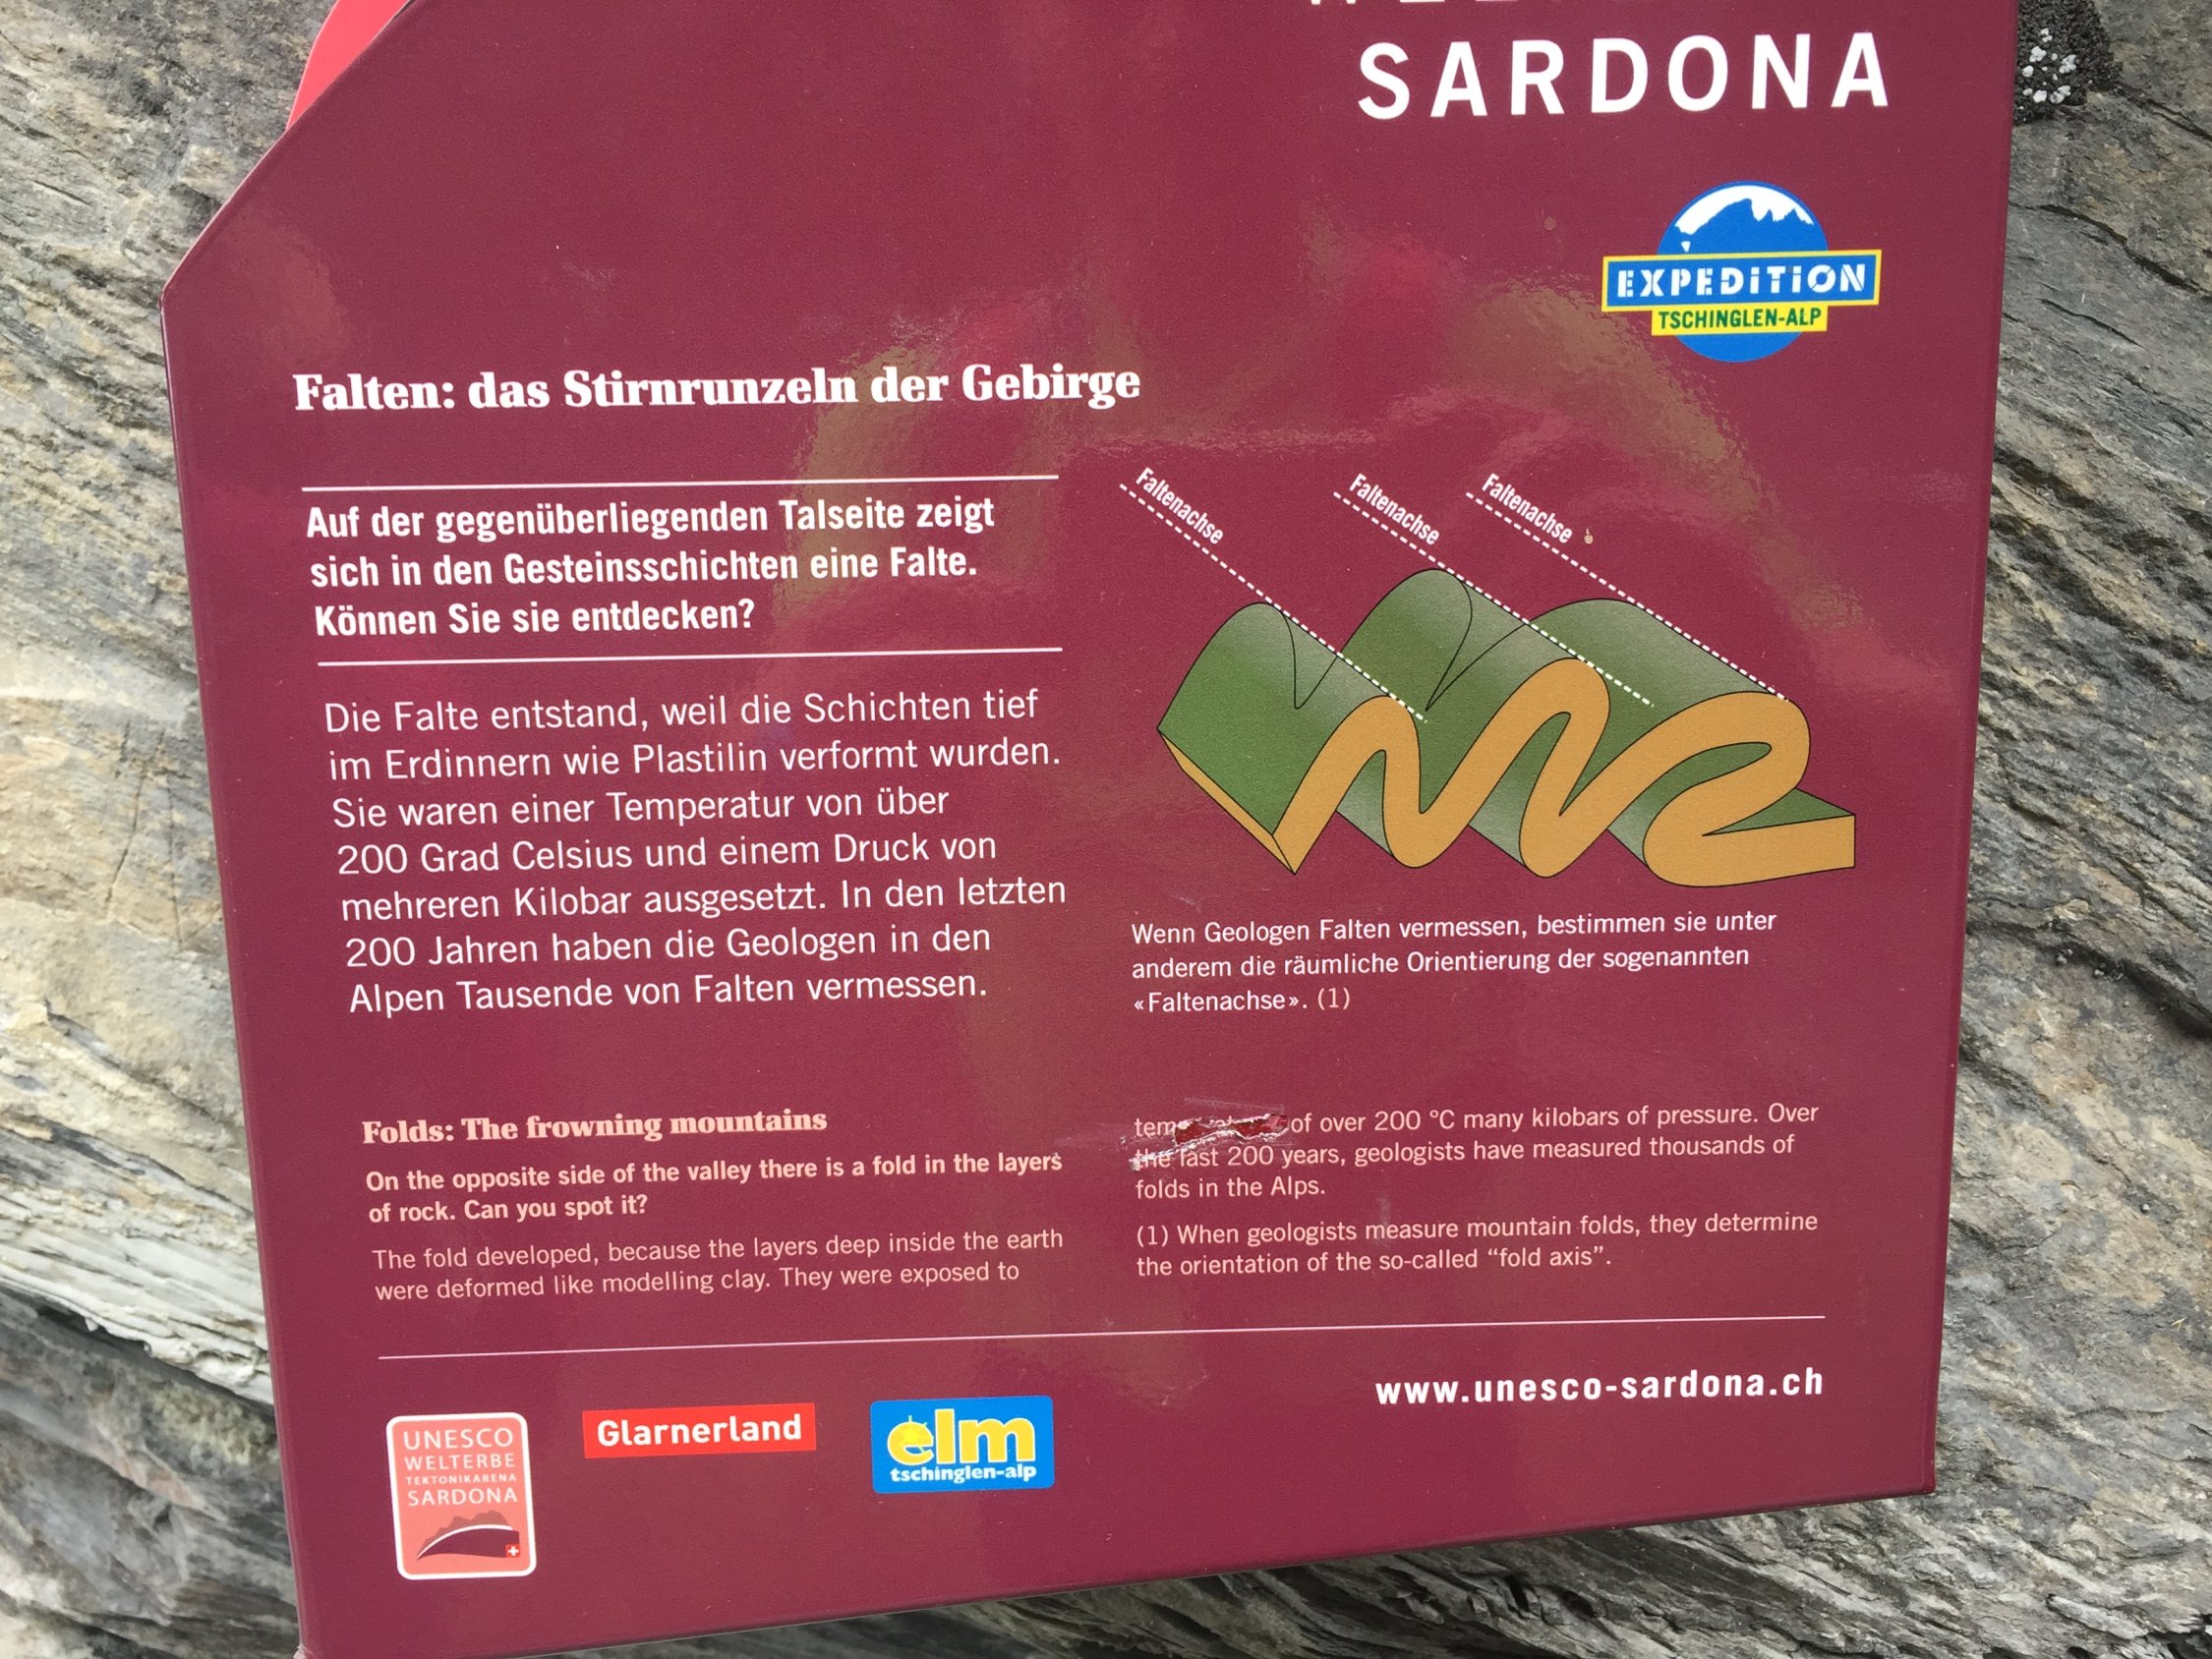 SARDONA
EXPEDITION
TSCHINGLEN-ALP
Falten: das Stirnrunzeln der Gebirge
Auf der gegenüberliegenden Talseite zeigt
sich in den Gesteinsschichten eine Falte.
Können Sie sie entdecken?
Die Falte entstand, weil die Schichten tief
im Erdinnern wie Plastilin verformt wurden.
Sie waren einer Temperatur von über
200 Grad Celsius und einem Druck von
mehreren Kilobar ausgesetzt. In den letzten
200 Jahren haben die Geologen in den
Alpen Tausende von Falten vermessen.
Faltenachse
Faltenachse
Faltenachse
Wenn Geologen Falten vermessen, bestimmen sie unter
anderem die räumliche Orientierung der sogenannten
«Faltenachse». (1)
Folds: The frowning mountains
On the opposite side of the valley there is a fold in the layers
of rock. Can you spot it?
The fold developed, because the layers deep inside the earth
were deformed like modelling clay. They were exposed to
of over 200 °C many kilobars of pressure. Over
the last 200 years, geologists have measured thousands of
folds in the Alps.
(1) When geologists measure mountain folds, they determine
the orientation of the so-called “fold axis”.
www.unesco-sardona.ch
UNESCO
WELTERBE
TEKTONIKARENA
SARDONA
Glarnerland
elm
tschinglen-alp